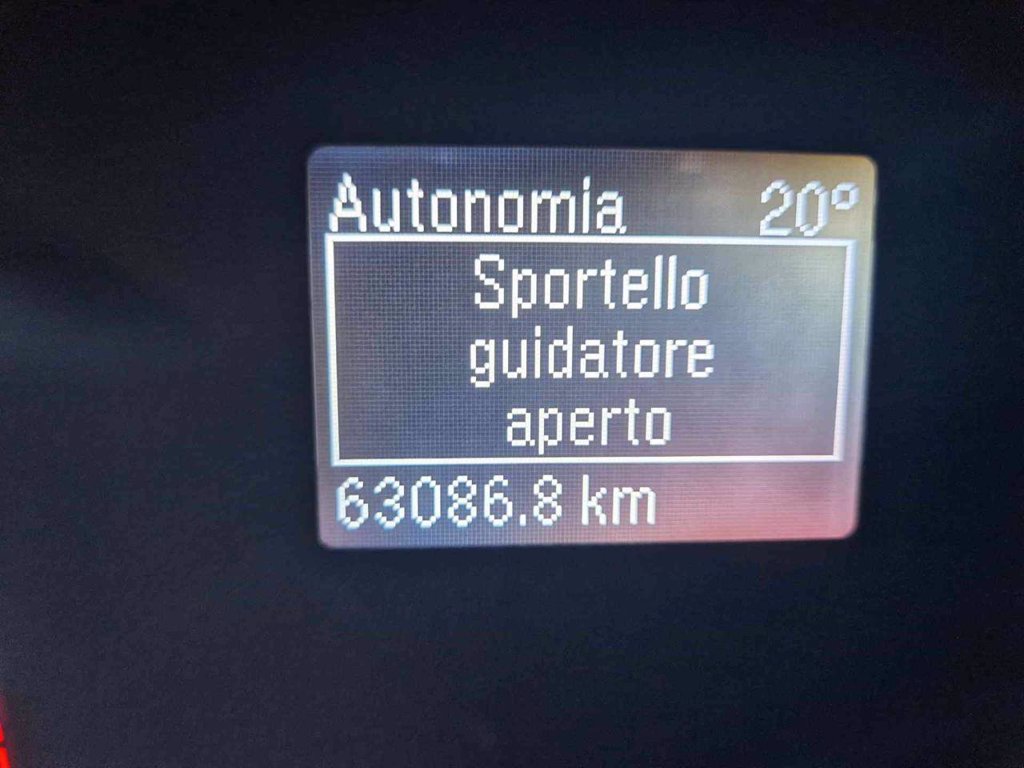 Autonomia 20°
Sportello
guidatore
aperto
63086.8 km